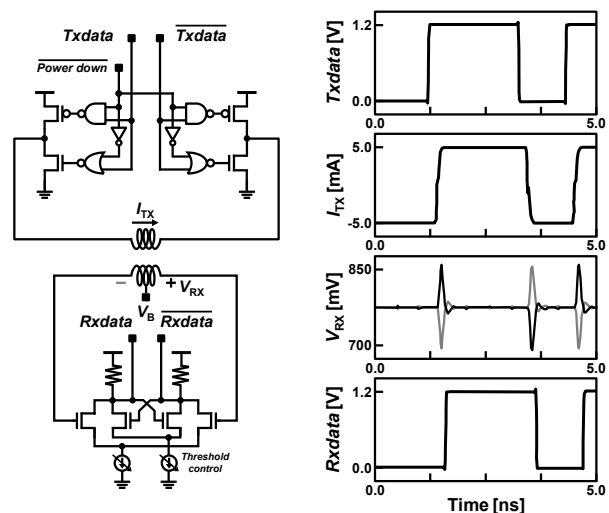 Txdata Txdata
Power down
I_TX
− + V_RX
V_B
Rxdata Rxdata
Threshold
control
Txdata [V]
1.2
0.0
0.0 5.0
I_TX [mA]
5.0
-5.0
0.0 5.0
V_RX [mV]
850
700
0.0 5.0
Rxdata [V]
1.2
0.0
0.0 5.0
Time [ns]